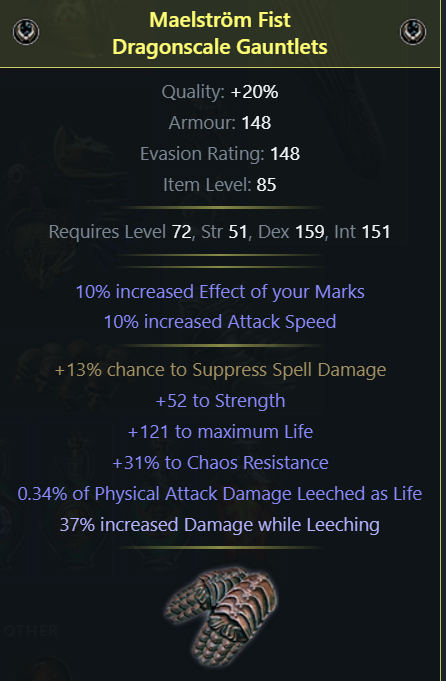 Maelström Fist
Dragonscale Gauntlets
Quality: +20%
Armour: 148
Evasion Rating: 148
Item Level: 85
Requires Level 72, Str 51, Dex 159, Int 151
10% increased Effect of your Marks
10% increased Attack Speed
+13% chance to Suppress Spell Damage
+52 to Strength
+121 to maximum Life
+31% to Chaos Resistance
0.34% of Physical Attack Damage Leeched as Life
37% increased Damage while Leeching
OTHER